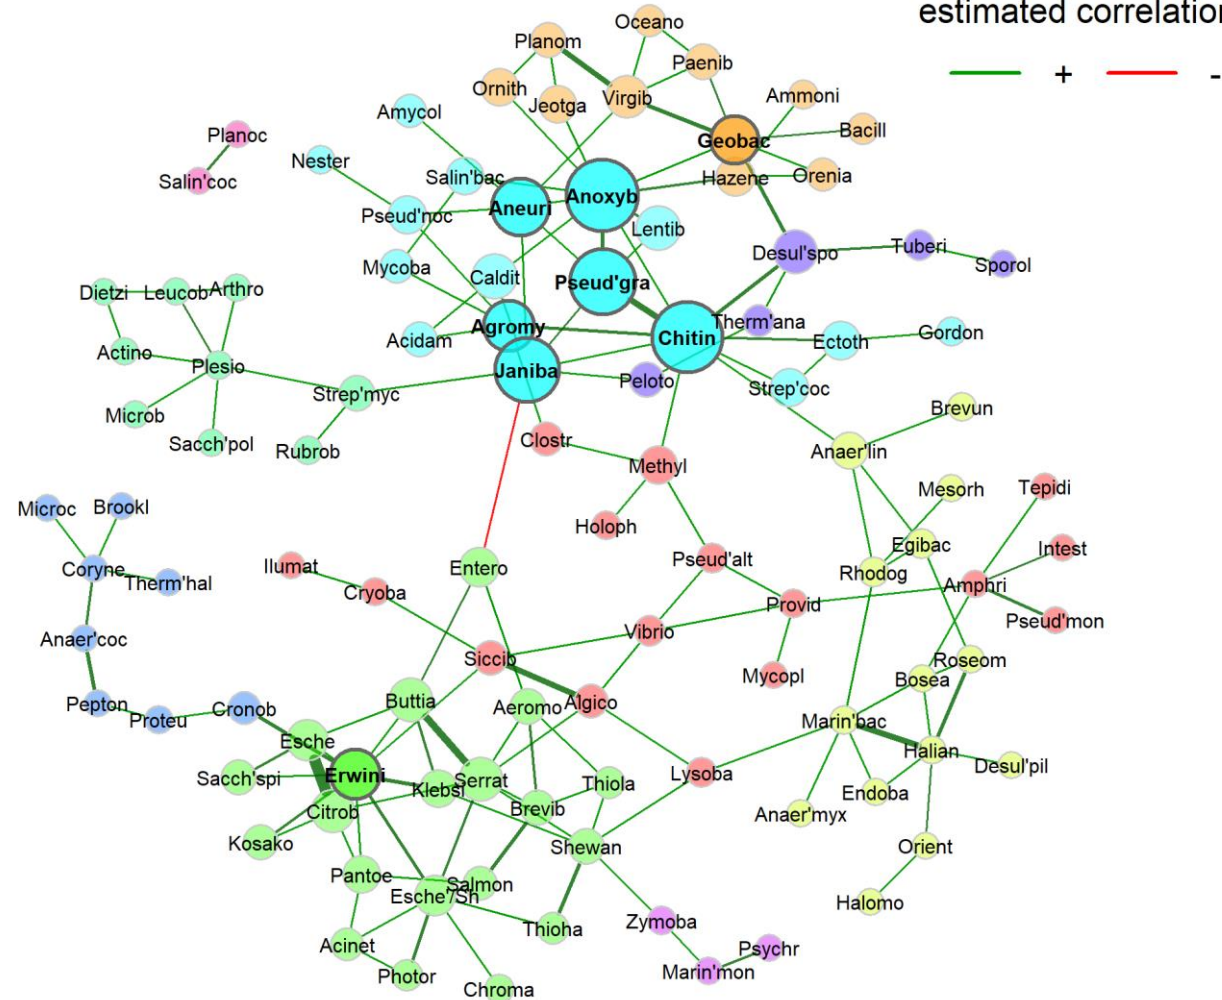 estimated correlation
+
-
Oceano
Planom
Paenib
Ornith
Virgib
Ammoni
Jeotga
Amycol
Bacill
Planoc
Geobac
Nester
Salin'bac
Hazene
Orenia
Salin'coc
Anoxyb
Aneuri
Pseud'noc
Lentib
Tuberi
Desul'spo
Sporol
Mycoba
Caldit
Pseud'gra
Dietzi
Leucob
Arthro
Therm'ana
Agromy
Chitin
Ectoth
Gordon
Acidam
Actino
Plesio
Janiba
Peloto
Strep'coc
Strep'myc
Microb
Brevun
Sacch'pol
Rubrob
Clostr
Anaer'lin
Methyl
Mesorh
Tepidi
Microc
Brookl
Holoph
Egibac
Intest
Coryne
Therm'hal
Ilumat
Entero
Pseud'alt
Rhodog
Cryoba
Amphri
Provid
Pseud'mon
Anaer'coc
Vibrio
Siccib
Roseom
Mycopl
Bosea
Pepton
Proteu
Cronob
Buttia
Aeromo
Algico
Marin'bac
Esche
Halian
Desul'pil
Sacch'spi
Erwini
Klebsi
Serrat
Thiola
Lysoba
Endoba
Citrob
Brevib
Anaer'myx
Kosako
Shewan
Orient
Pantoe
Salmon
Esche'/Sh
Halomo
Thioha
Zymoba
Acinet
Psychr
Marin'mon
Photor
Chroma